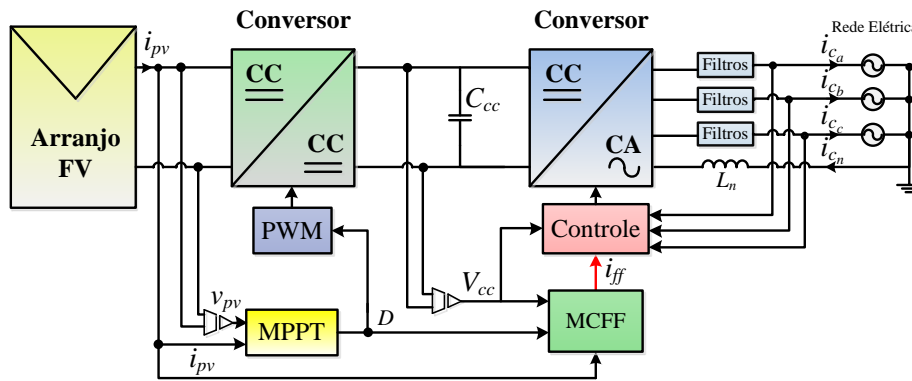 Conversor
Conversor
Rede Elétrica
i_pv
CC
CC
C_cc
CC
CA
Filtros
Filtros
Filtros
i_ca
i_cb
i_cc
i_cn
L_n
Arranjo
FV
PWM
Controle
i_ff
V_cc
v_pv
MPPT
D
MCFF
i_pv